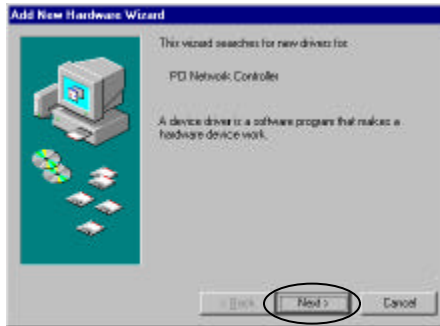 Add New Hardware Wizard
This wizard searches for new drivers for:
PCI Network Controller
A device driver is a software program that makes a
hardware device work.
< Back
Next >
Cancel